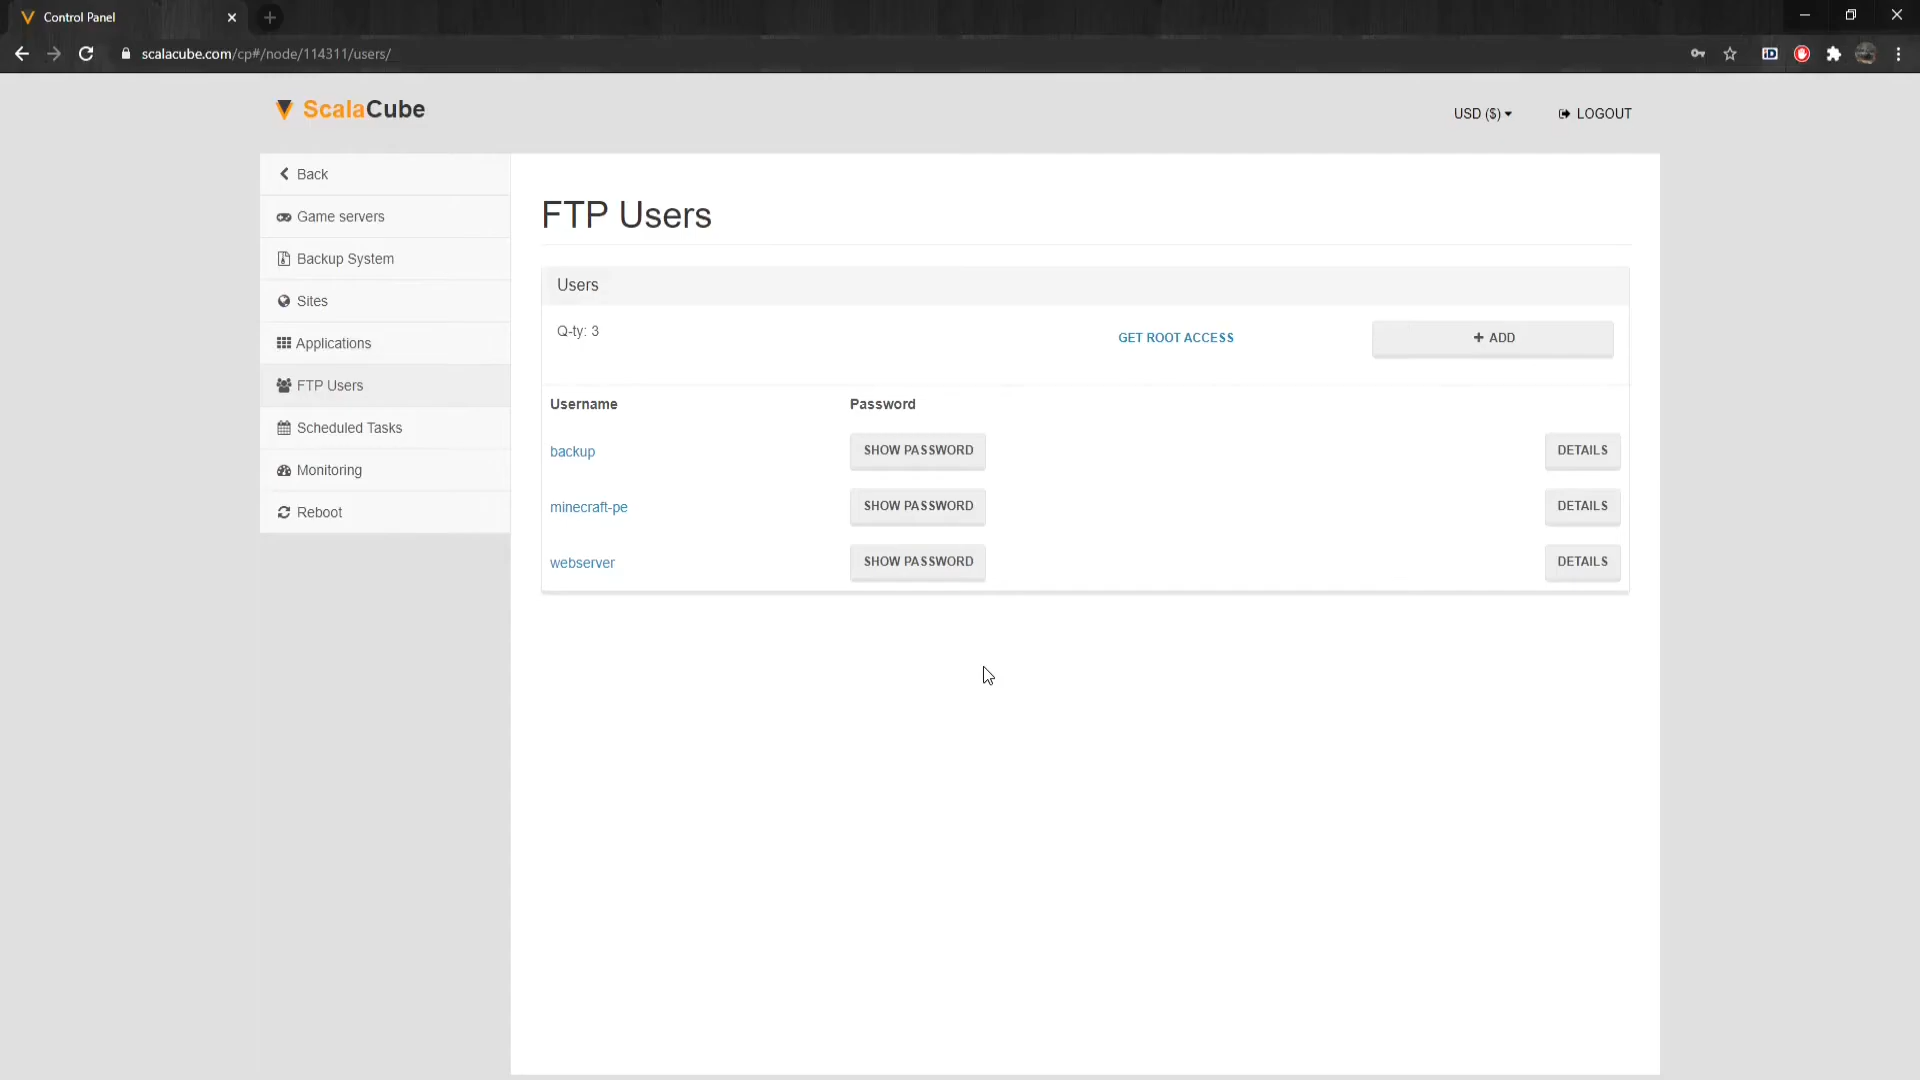 Control Panel
scalacube.com/cp#/node/114311/users/
ScalaCube
USD ($)
LOGOUT
Back
Game servers
Backup System
Sites
Applications
FTP Users
Scheduled Tasks
Monitoring
Reboot
FTP Users
Users
Q-ty: 3
GET ROOT ACCESS
+ ADD
Username Password
backup SHOW PASSWORD DETAILS
minecraft-pe SHOW PASSWORD DETAILS
webserver SHOW PASSWORD DETAILS